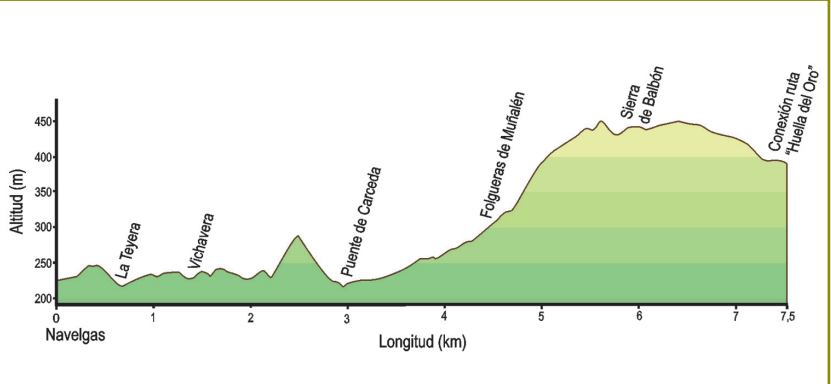 Altitud (m)
450
400
350
300
250
200
La Teyera
Vichavera
Puente de Carceda
Folgueras de Muñalén
Sierra
de Balbón
Conexión ruta
"Huella del Oro"
0
1
2
3
4
5
6
7
7,5
Navelgas
Longitud (km)